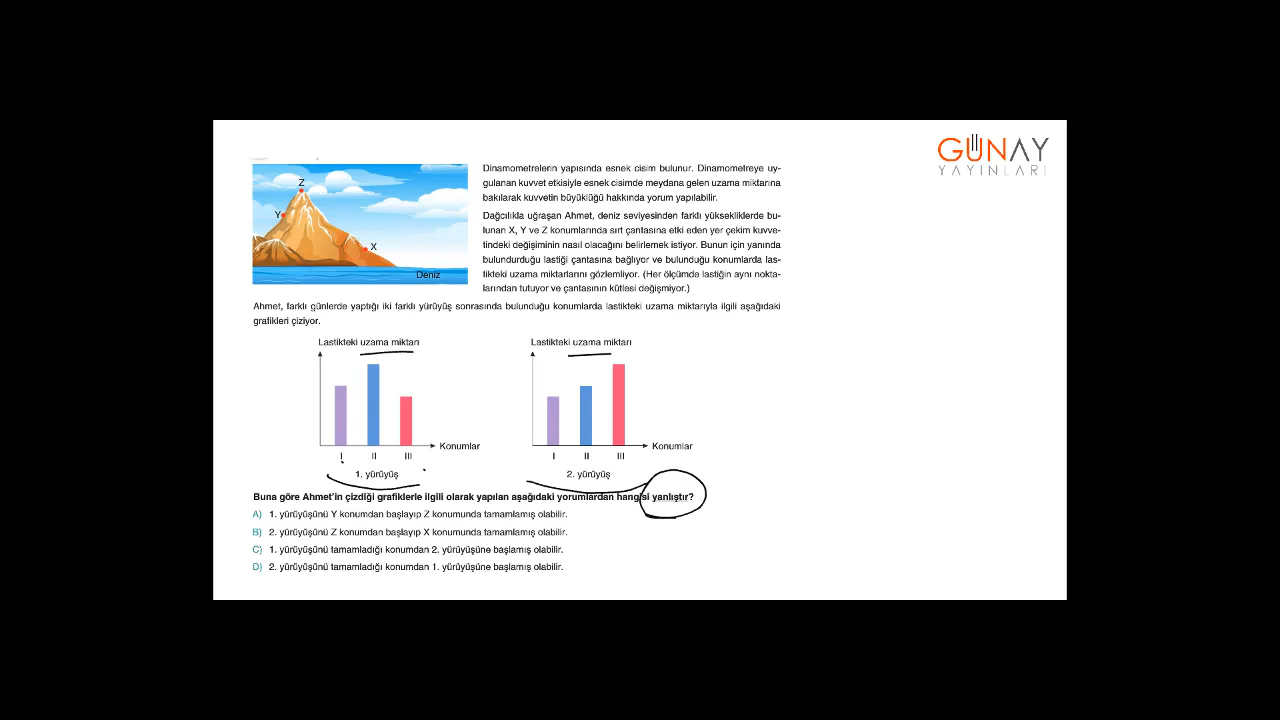 GÜNAY
YAYINLARI
Z
Y
X
Deniz
Dinamometrelerin yapısında esnek cisim bulunur. Dinamometreye uy-
gulanan kuvvet etkisiyle esnek cisimde meydana gelen uzama miktarına
bakılarak kuvvetin büyüklüğü hakkında yorum yapılabilir.
Dağcılıkla uğraşan Ahmet, deniz seviyesinden farklı yüksekliklerde bu-
lunan X, Y ve Z konumlarında sırt çantasına etki eden yer çekim kuvve-
tindeki değişiminin nasıl olacağını belirlemek istiyor. Bunun için yanında
bulundurduğu lastiği çantasına bağlıyor ve bulunduğu konumlarda las-
tikteki uzama miktarlarını gözlemliyor. (Her ölçümde lastiğin aynı nokta-
larından tutuyor ve çantasının kütlesi değişmiyor.)
Ahmet, farklı günlerde yaptığı iki farklı yürüyüş sonrasında bulunduğu konumlarda lastikteki uzama miktarıyla ilgili aşağıdaki
grafikleri çiziyor.
Lastikteki uzama miktarı
Konumlar
I II III
1. yürüyüş
Lastikteki uzama miktarı
Konumlar
I II III
2. yürüyüş
Buna göre Ahmet'in çizdiği grafiklerle ilgili olarak yapılan aşağıdaki yorumlardan hangisi yanlıştır?
A) 1. yürüyüşünü Y konumdan başlayıp Z konumunda tamamlamış olabilir.
B) 2. yürüyüşünü Z konumdan başlayıp X konumunda tamamlamış olabilir.
C) 1. yürüyüşünü tamamladığı konumdan 2. yürüyüşüne başlamış olabilir.
D) 2. yürüyüşünü tamamladığı konumdan 1. yürüyüşüne başlamış olabilir.